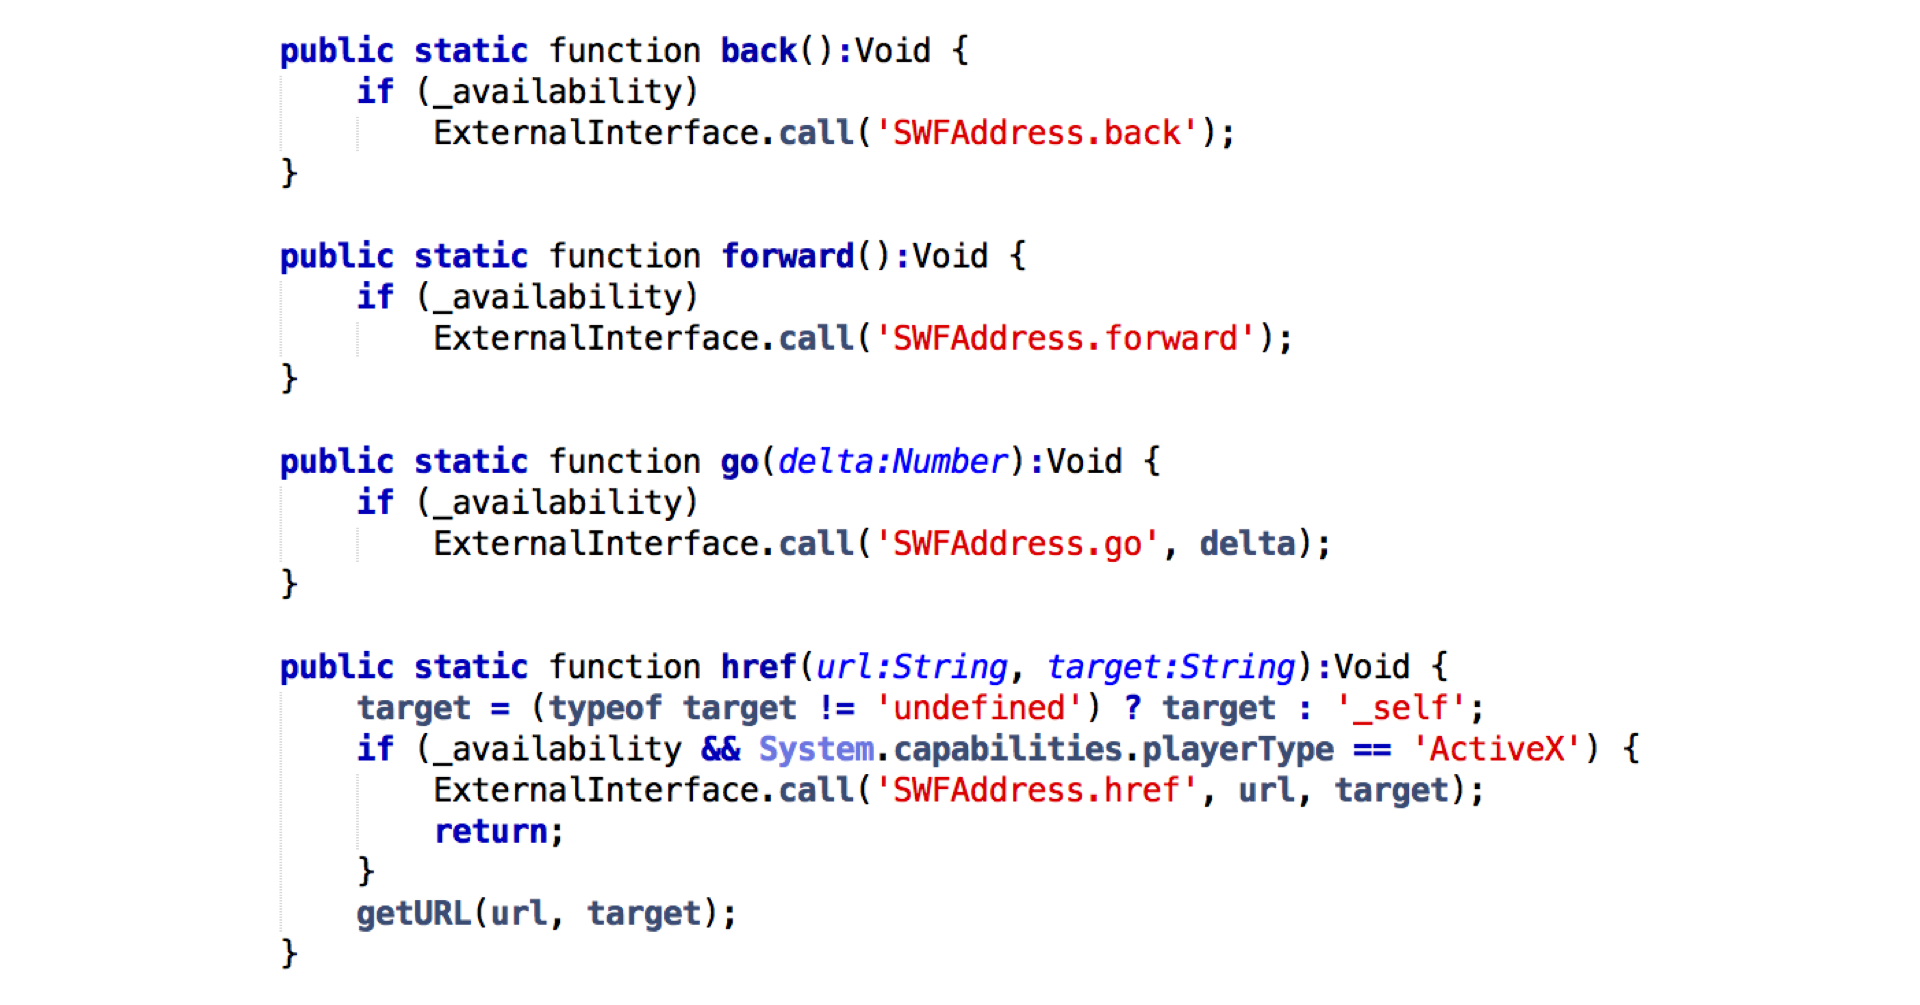 public static function back():Void {
    if (_availability)
        ExternalInterface.call('SWFAddress.back');
}

public static function forward():Void {
    if (_availability)
        ExternalInterface.call('SWFAddress.forward');
}

public static function go(delta:Number):Void {
    if (_availability)
        ExternalInterface.call('SWFAddress.go', delta);
}

public static function href(url:String, target:String):Void {
    target = (typeof target != 'undefined') ? target : '_self';
    if (_availability && System.capabilities.playerType == 'ActiveX') {
        ExternalInterface.call('SWFAddress.href', url, target);
        return;
    }
    getURL(url, target);
}